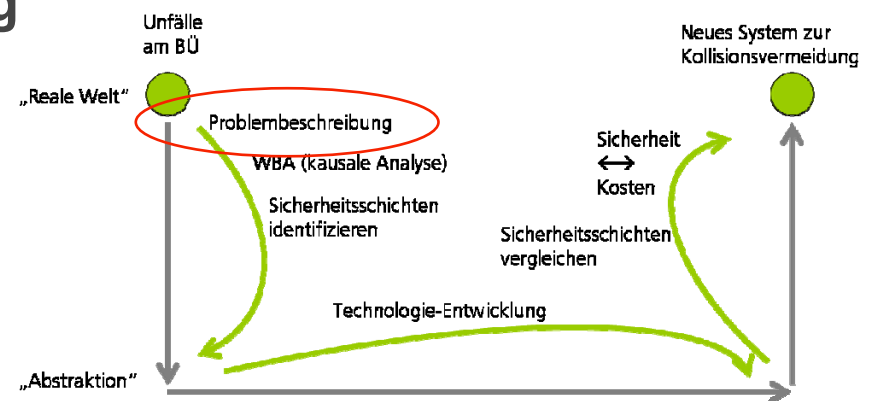 g
Unfälle
am BÜ
Neues System zur
Kollisionsvermeidung
„Reale Welt“
Problembeschreibung
WBA (kausale Analyse)
Sicherheit
↔
Kosten
Sicherheitsschichten
identifizieren
Sicherheitsschichten
vergleichen
Technologie-Entwicklung
„Abstraktion“